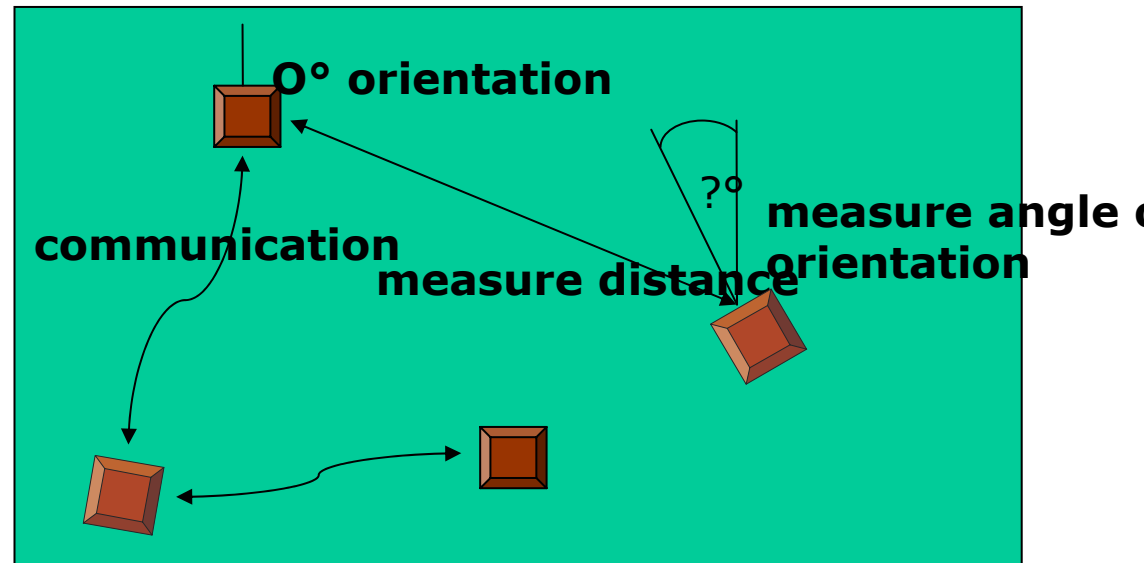 O° orientation
?°
measure angle
orientation
communication
measure distance